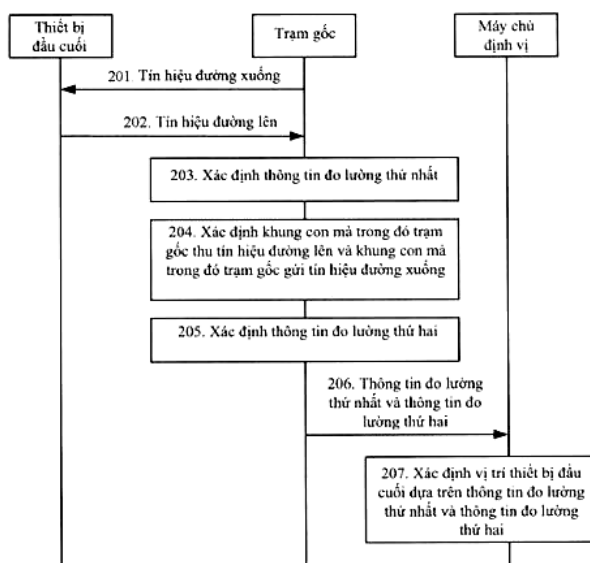 Thiết bị
đầu cuối
Trạm gốc
Máy chủ
định vị
201. Tín hiệu đường xuống
202. Tín hiệu đường lên
203. Xác định thông tin đo lường thứ nhất
204. Xác định khung con mà trong đó trạm
gốc thu tín hiệu đường lên và khung con mà
trong đó trạm gốc gửi tín hiệu đường xuống
205. Xác định thông tin đo lường thứ hai
206. Thông tin đo lường
thứ nhất và thông tin đo
lường thứ hai
207. Xác định vị trí thiết bị đầu
cuối dựa trên thông tin đo lường
thứ nhất và thông tin đo lường
thứ hai